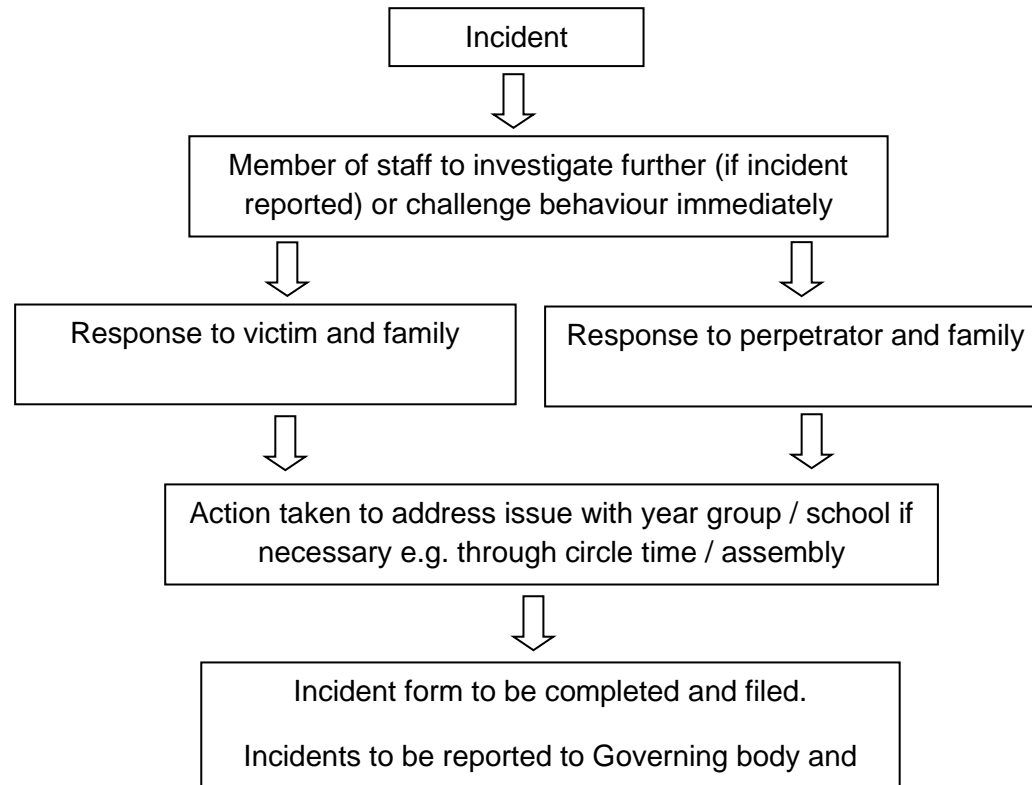 Incident
Member of staff to investigate further (if incident
reported) or challenge behaviour immediately
Response to victim and family
Response to perpetrator and family
Action taken to address issue with year group / school if
necessary e.g. through circle time / assembly
Incident form to be completed and filed.
Incidents to be reported to Governing body and